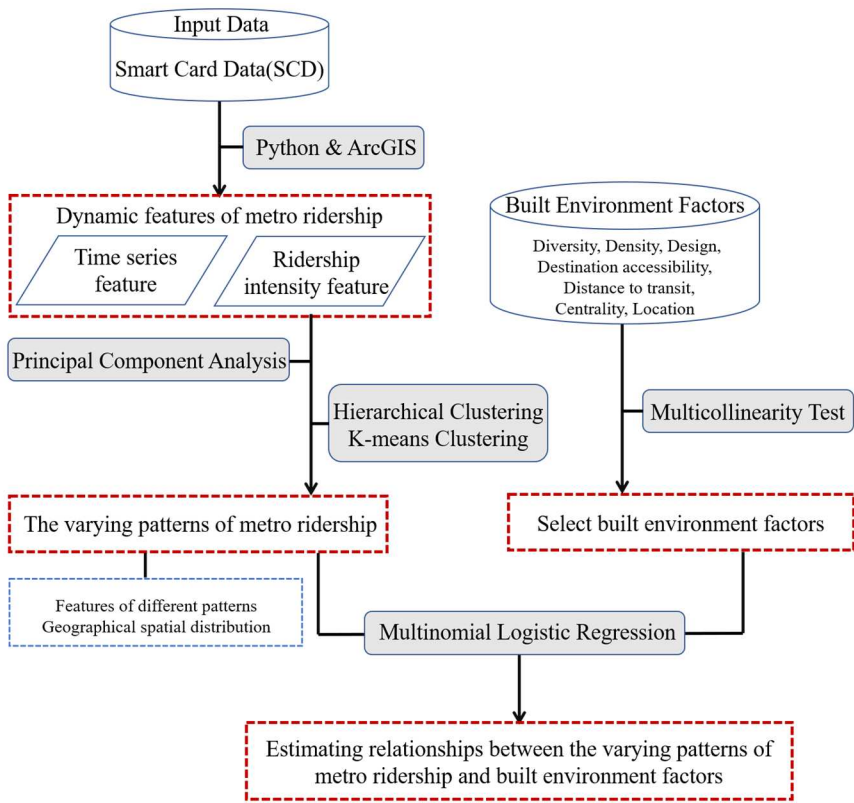 Input Data
Smart Card Data(SCD)
Python & ArcGIS
Dynamic features of metro ridership
Time series
feature
Ridership
intensity feature
Built Environment Factors
Diversity, Density, Design,
Destination accessibility,
Distance to transit,
Centrality, Location
Principal Component Analysis
Hierarchical Clustering
K-means Clustering
Multicollinearity Test
The varying patterns of metro ridership
Select built environment factors
Features of different patterns
Geographical spatial distribution
Multinomial Logistic Regression
Estimating relationships between the varying patterns of
metro ridership and built environment factors